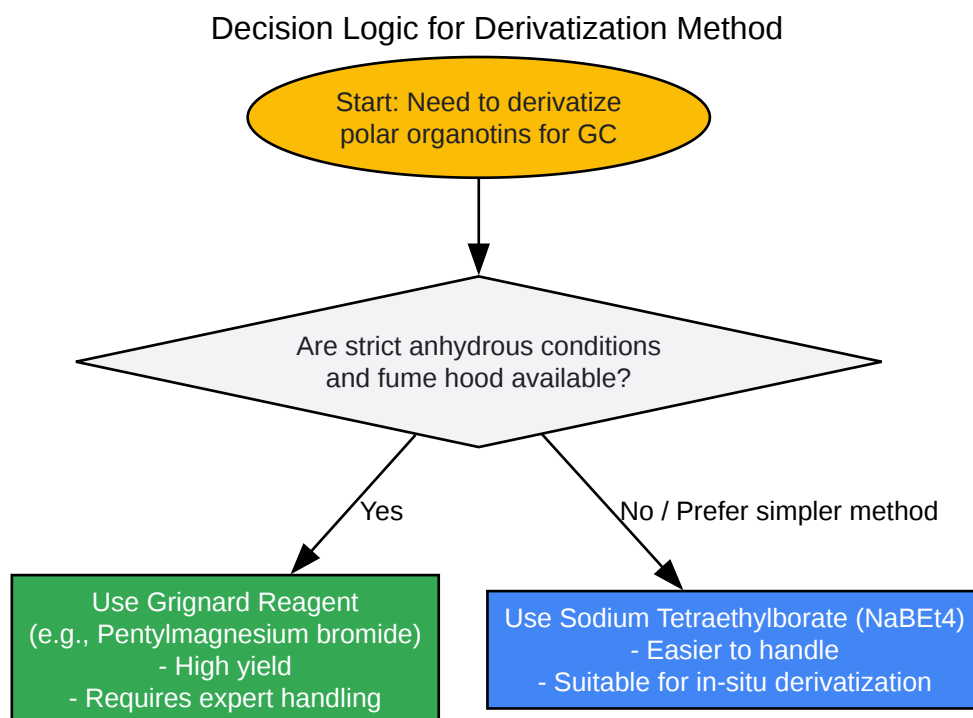 Decision Logic for Derivatization Method
Start: Need to derivatize
polar organotins for GC
Are strict anhydrous conditions
and fume hood available?
Yes
No / Prefer simpler method
Use Grignard Reagent
(e.g., Pentylmagnesium bromide)
- High yield
- Requires expert handling
Use Sodium Tetraethylborate (NaBEt4)
- Easier to handle
- Suitable for in-situ derivatization